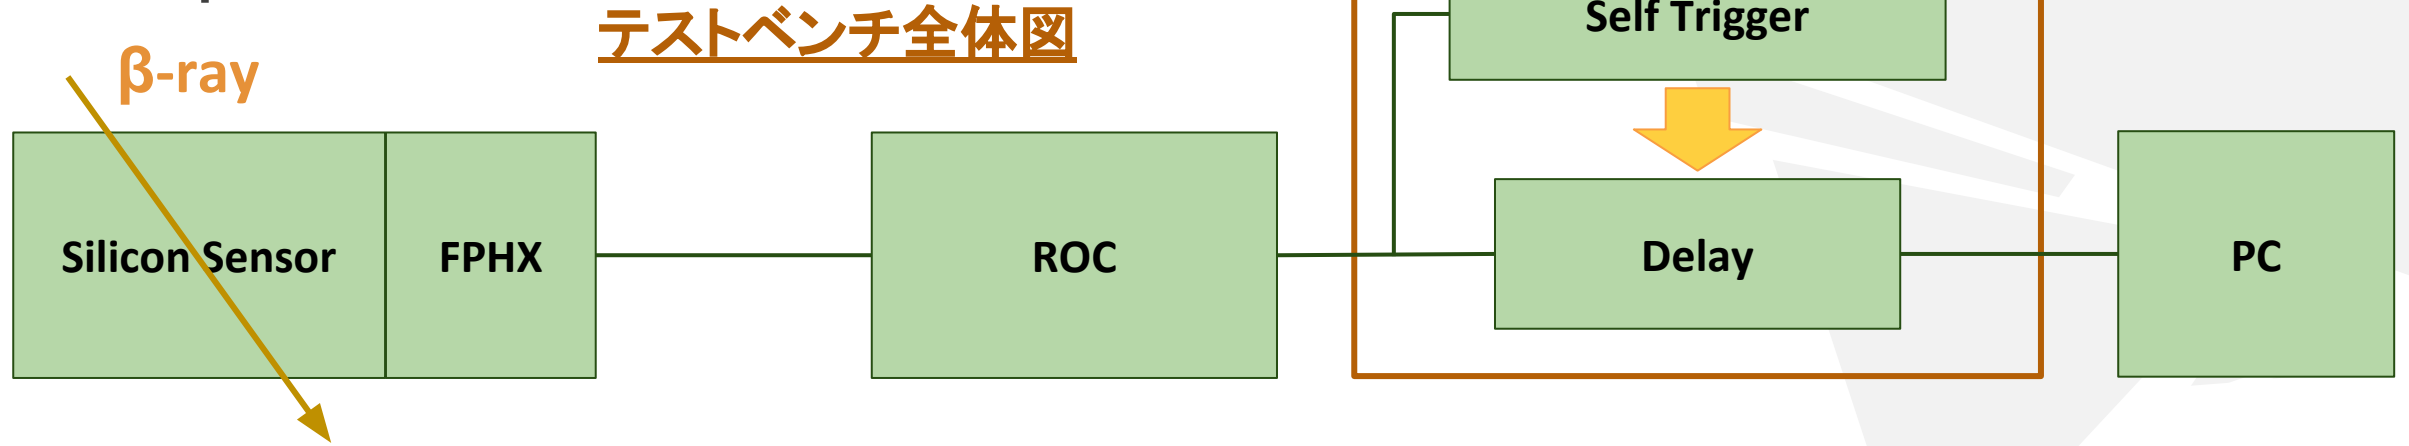 テストベンチ全体図
Self Trigger
β-ray
Silicon Sensor
FPHX
ROC
Delay
PC